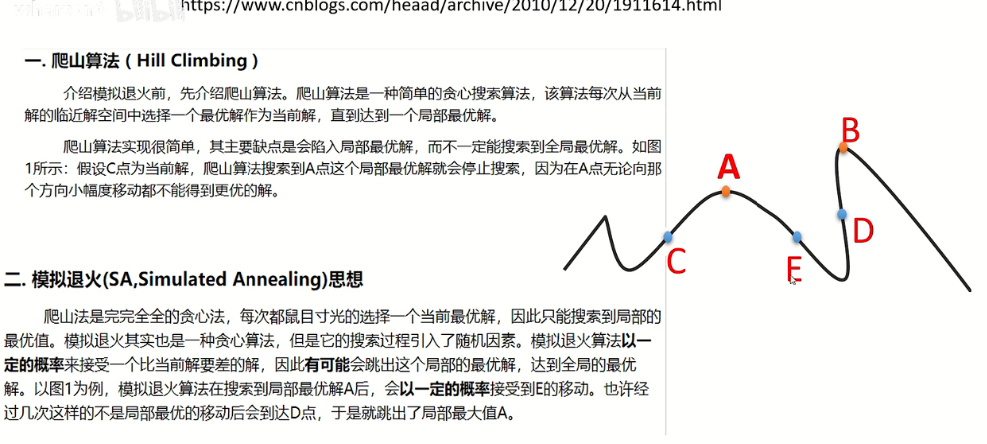 https://www.cnblogs.com/heaad/archive/2010/12/20/1911614.html
一. 爬山算法 ( Hill Climbing )
介绍模拟退火前，先介绍爬山算法。爬山算法是一种简单的贪心搜索算法，该算法每次从当前
解的临近解空间中选择一个最优解作为当前解，直到达到一个局部最优解。
爬山算法实现很简单，其主要缺点是会陷入局部最优解，而不一定能搜索到全局最优解。如图
1所示：假设C点为当前解，爬山算法搜索到A点这个局部最优解就会停止搜索，因为在A点无论向那
个方向小幅度移动都不能得到更优的解。
二. 模拟退火(SA,Simulated Annealing)思想
爬山法是完完全全的贪心法，每次都鼠目寸光的选择一个当前最优解，因此只能搜索到局部的
最优值。模拟退火其实也是一种贪心算法，但是它的搜索过程引入了随机因素。模拟退火算法以一
定的概率来接受一个比当前解要差的解，因此有可能会跳出这个局部的最优解，达到全局的最优
解。以图1为例，模拟退火算法在搜索到局部最优解A后，会以一定的概率接受到E的移动。也许经
过几次这样的不是局部最优的移动后会到达D点，于是就跳出了局部最大值A。
B
A
D
C
E